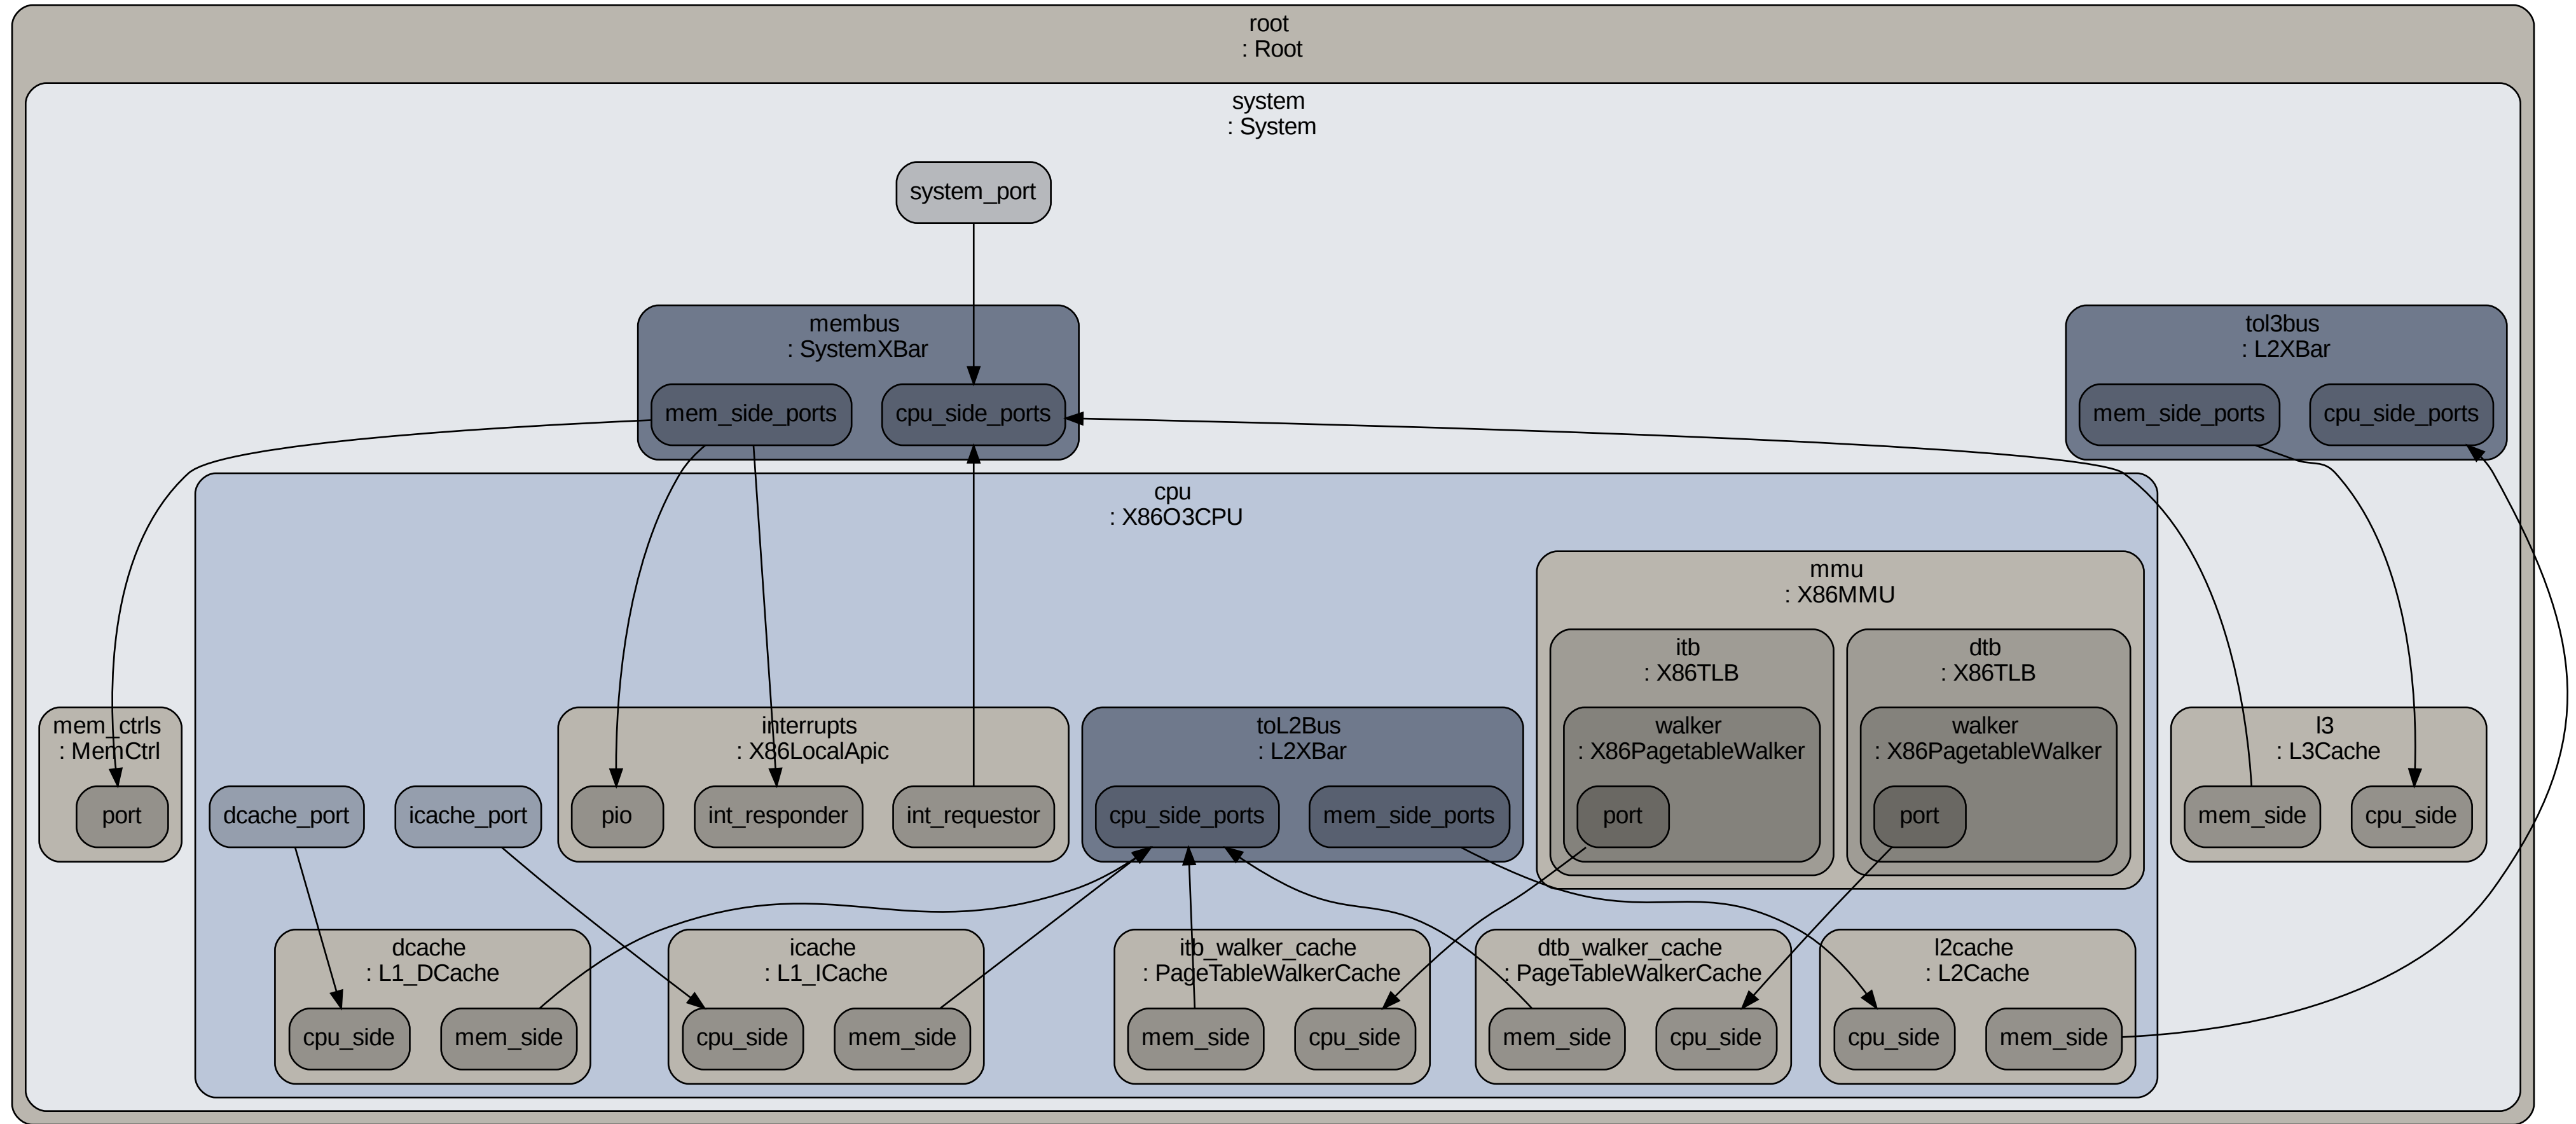 root
: Root
system
: System
system_port
membus
: SystemXBar
mem_side_ports
cpu_side_ports
tol3bus
: L2XBar
mem_side_ports
cpu_side_ports
cpu
: X86O3CPU
mmu
: X86MMU
itb
: X86TLB
walker
: X86PagetableWalker
port
dtb
: X86TLB
walker
: X86PagetableWalker
port
mem_ctrls
: MemCtrl
port
dcache_port
icache_port
interrupts
: X86LocalApic
pio
int_responder
int_requestor
toL2Bus
: L2XBar
cpu_side_ports
mem_side_ports
l3
: L3Cache
mem_side
cpu_side
dcache
: L1_DCache
cpu_side
mem_side
icache
: L1_ICache
cpu_side
mem_side
itb_walker_cache
: PageTableWalkerCache
mem_side
cpu_side
dtb_walker_cache
: PageTableWalkerCache
mem_side
cpu_side
l2cache
: L2Cache
cpu_side
mem_side